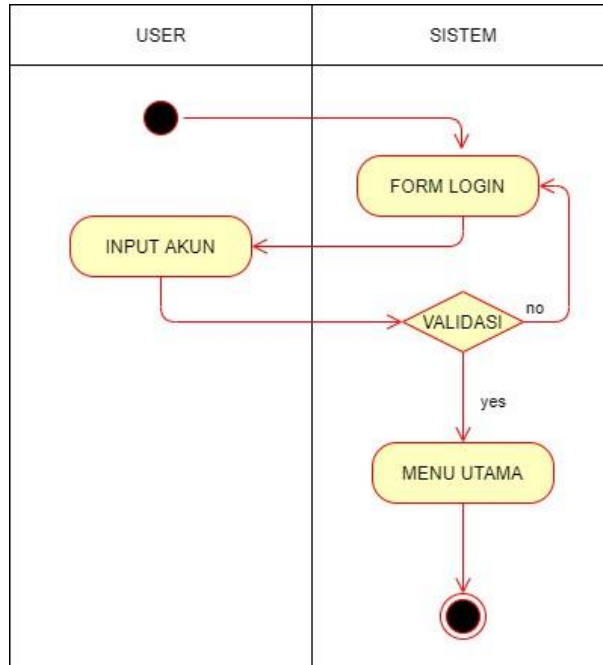 USER
SISTEM
FORM LOGIN
INPUT AKUN
VALIDASI
no
yes
MENU UTAMA